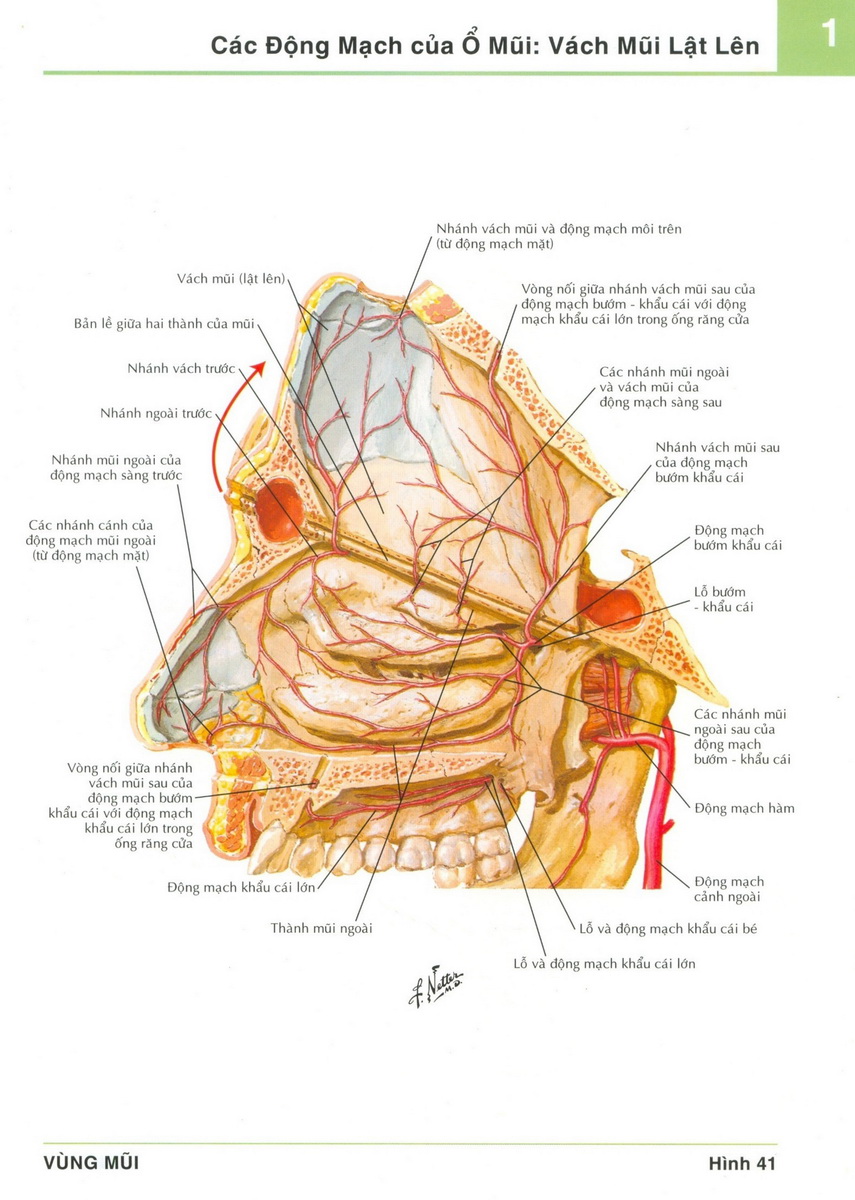 Các Động Mạch của Ổ Mũi: Vách Mũi Lật Lên
1
Nhánh vách mũi và động mạch môi trên
(từ động mạch mặt)
Vách mũi (lật lên)
Vòng nối giữa nhánh vách mũi sau của
động mạch bướm - khẩu cái với động
mạch khẩu cái lớn trong ống răng cửa
Bản lề giữa hai thành của mũi
Nhánh vách trước
Các nhánh mũi ngoài
và vách mũi của
động mạch sàng sau
Nhánh ngoài trước
Nhánh vách mũi sau
của động mạch
bướm khẩu cái
Nhánh mũi ngoài của
động mạch sàng trước
Các nhánh cánh của
động mạch mũi ngoài
(từ động mạch mặt)
Động mạch
bướm khẩu cái
Lỗ bướm
- khẩu cái
Các nhánh mũi
ngoài sau của
động mạch
bướm - khẩu cái
Vòng nối giữa nhánh
vách mũi sau của
động mạch bướm
khẩu cái với động mạch
khẩu cái lớn trong
ống răng cửa
Động mạch hàm
Động mạch khẩu cái lớn
Động mạch
cảnh ngoài
Thành mũi ngoài
Lỗ và động mạch khẩu cái bé
Lỗ và động mạch khẩu cái lớn
F. Netter
M.D.
VÙNG MŨI
Hình 41